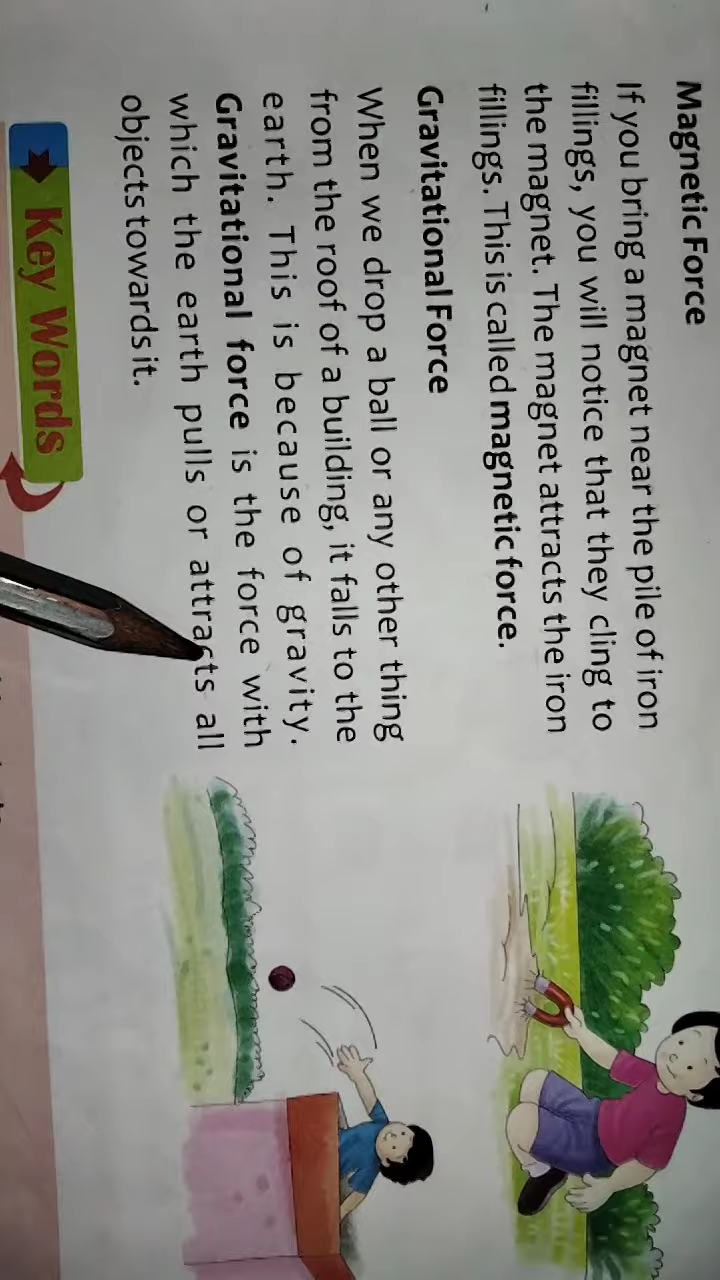 Magnetic Force
If you bring a magnet near the pile of iron
fillings, you will notice that they cling to
the magnet. The magnet attracts the iron
fillings. This is called magnetic force.
Gravitational Force
When we drop a ball or any other thing
from the roof of a building, it falls to the
earth. This is because of gravity.
Gravitational force is the force with
which the earth pulls or attracts all
objects towards it.
Key Words